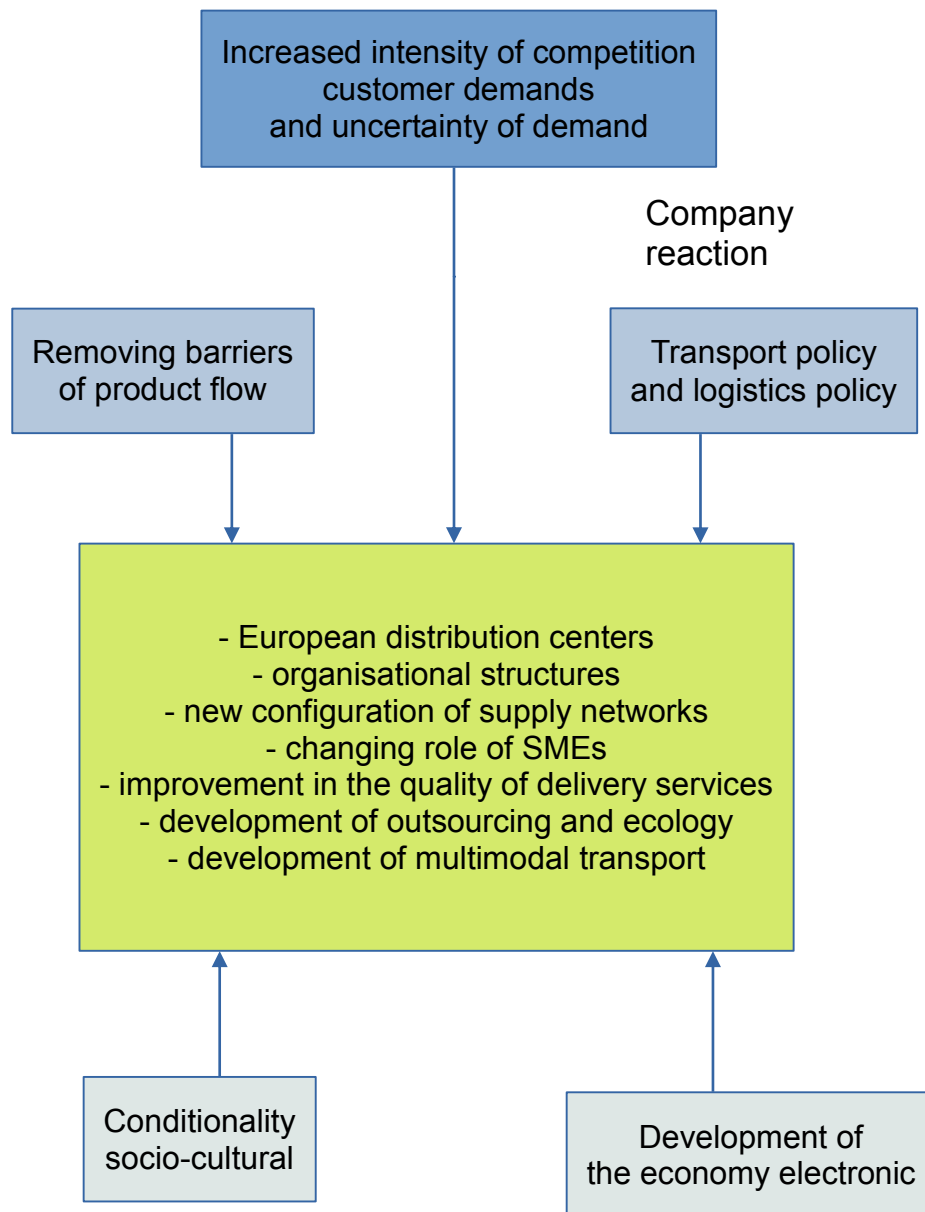 Increased intensity of competition
customer demands
and uncertainty of demand
Company
reaction
Removing barriers
of product flow
Transport policy
and logistics policy
- European distribution centers
- organisational structures
- new configuration of supply networks
- changing role of SMEs
- improvement in the quality of delivery services
- development of outsourcing and ecology
- development of multimodal transport
Conditionality
socio-cultural
Development of
the economy electronic